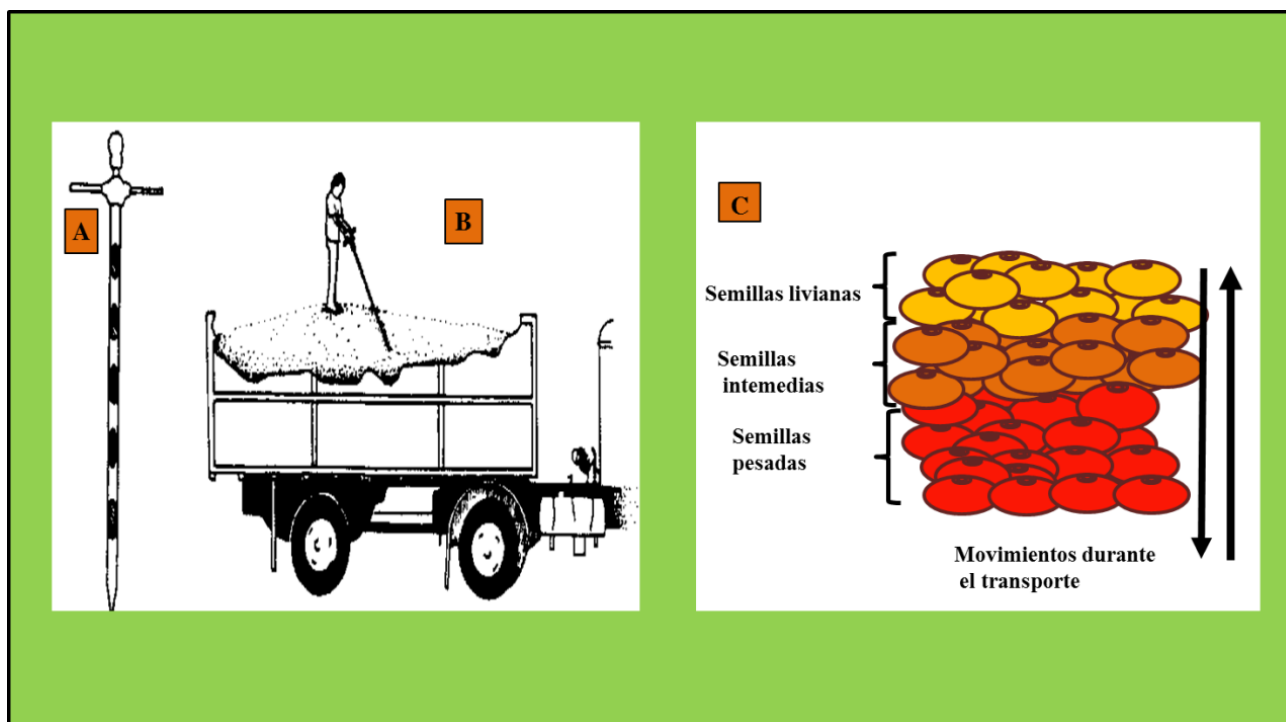 A
B
C
Semillas livianas
Semillas
intemedias
Semillas
pesadas
Movimientos durante
el transporte